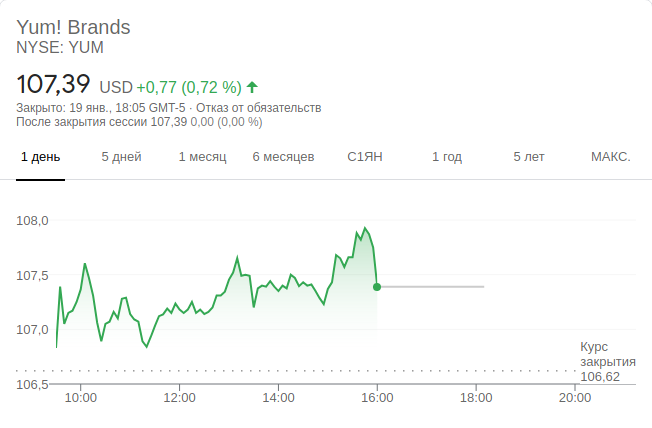 Yum! Brands
NYSE: YUM
107,39 USD +0,77 (0,72 %)
Закрыто: 19 янв., 18:05 GMT-5 · Отказ от обязательств
После закрытия сессии 107,39 0,00 (0,00 %)
1 день 5 дней 1 месяц 6 месяцев С1ЯН 1 год 5 лет МАКС.
108,0
107,5
107,0
Курс
закрытия
106,62
106,5
10:00 12:00 14:00 16:00 18:00 20:00